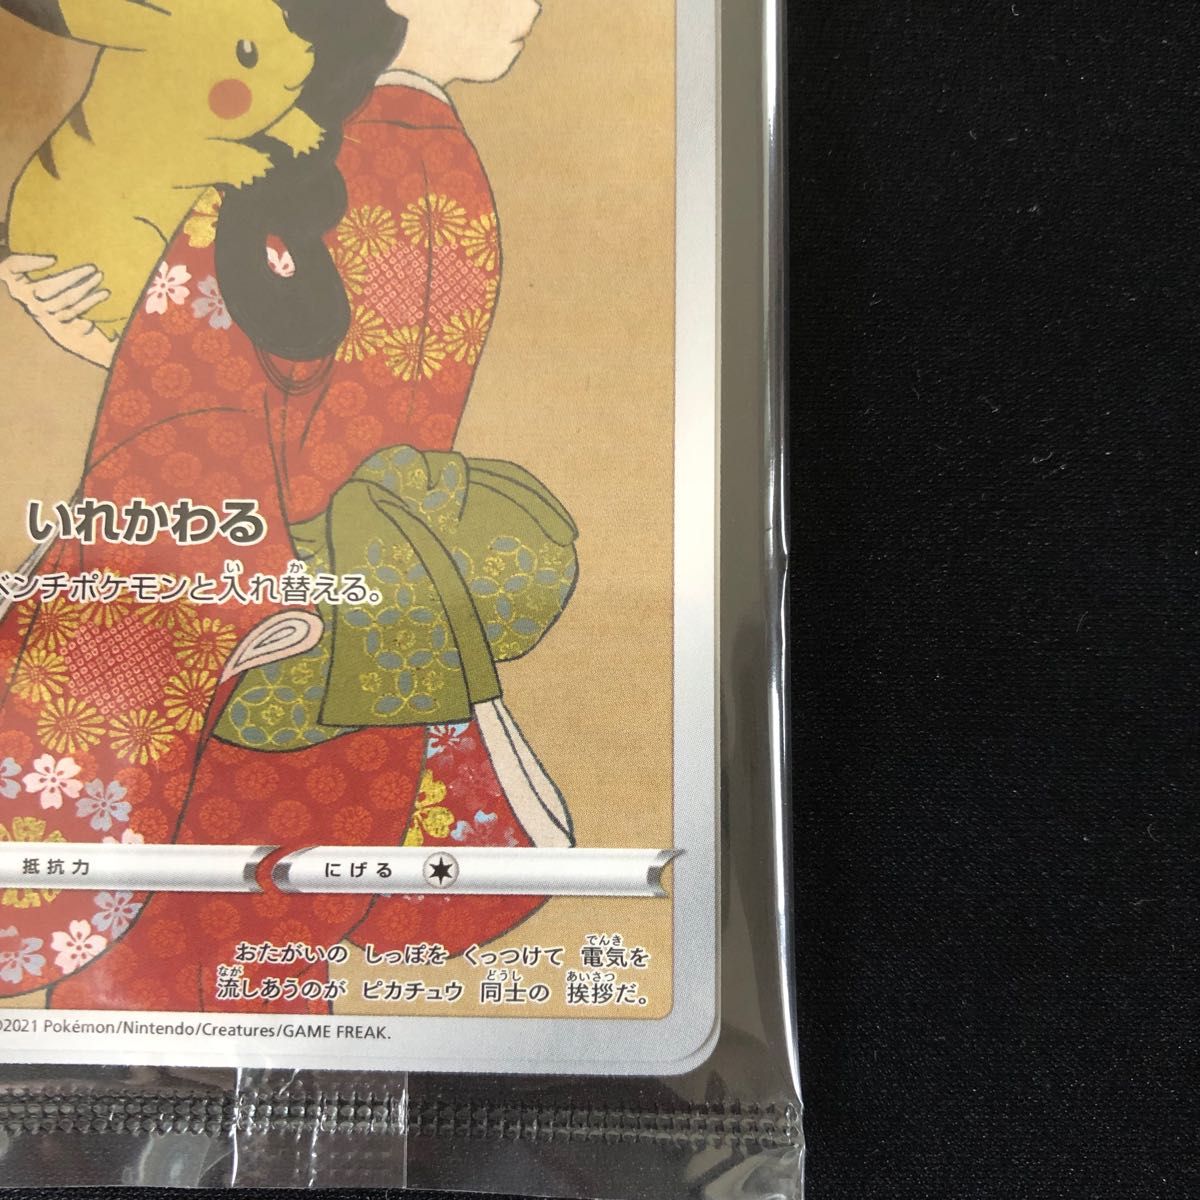 いれかわる
ベンチポケモンと入れ替える。
抵抗力
にげる
おたがいの しっぽを くっつけて 電気を
流しあうのが ピカチュウ 同士の 挨拶だ。
©2021 Pokémon/Nintendo/Creatures/GAME FREAK.